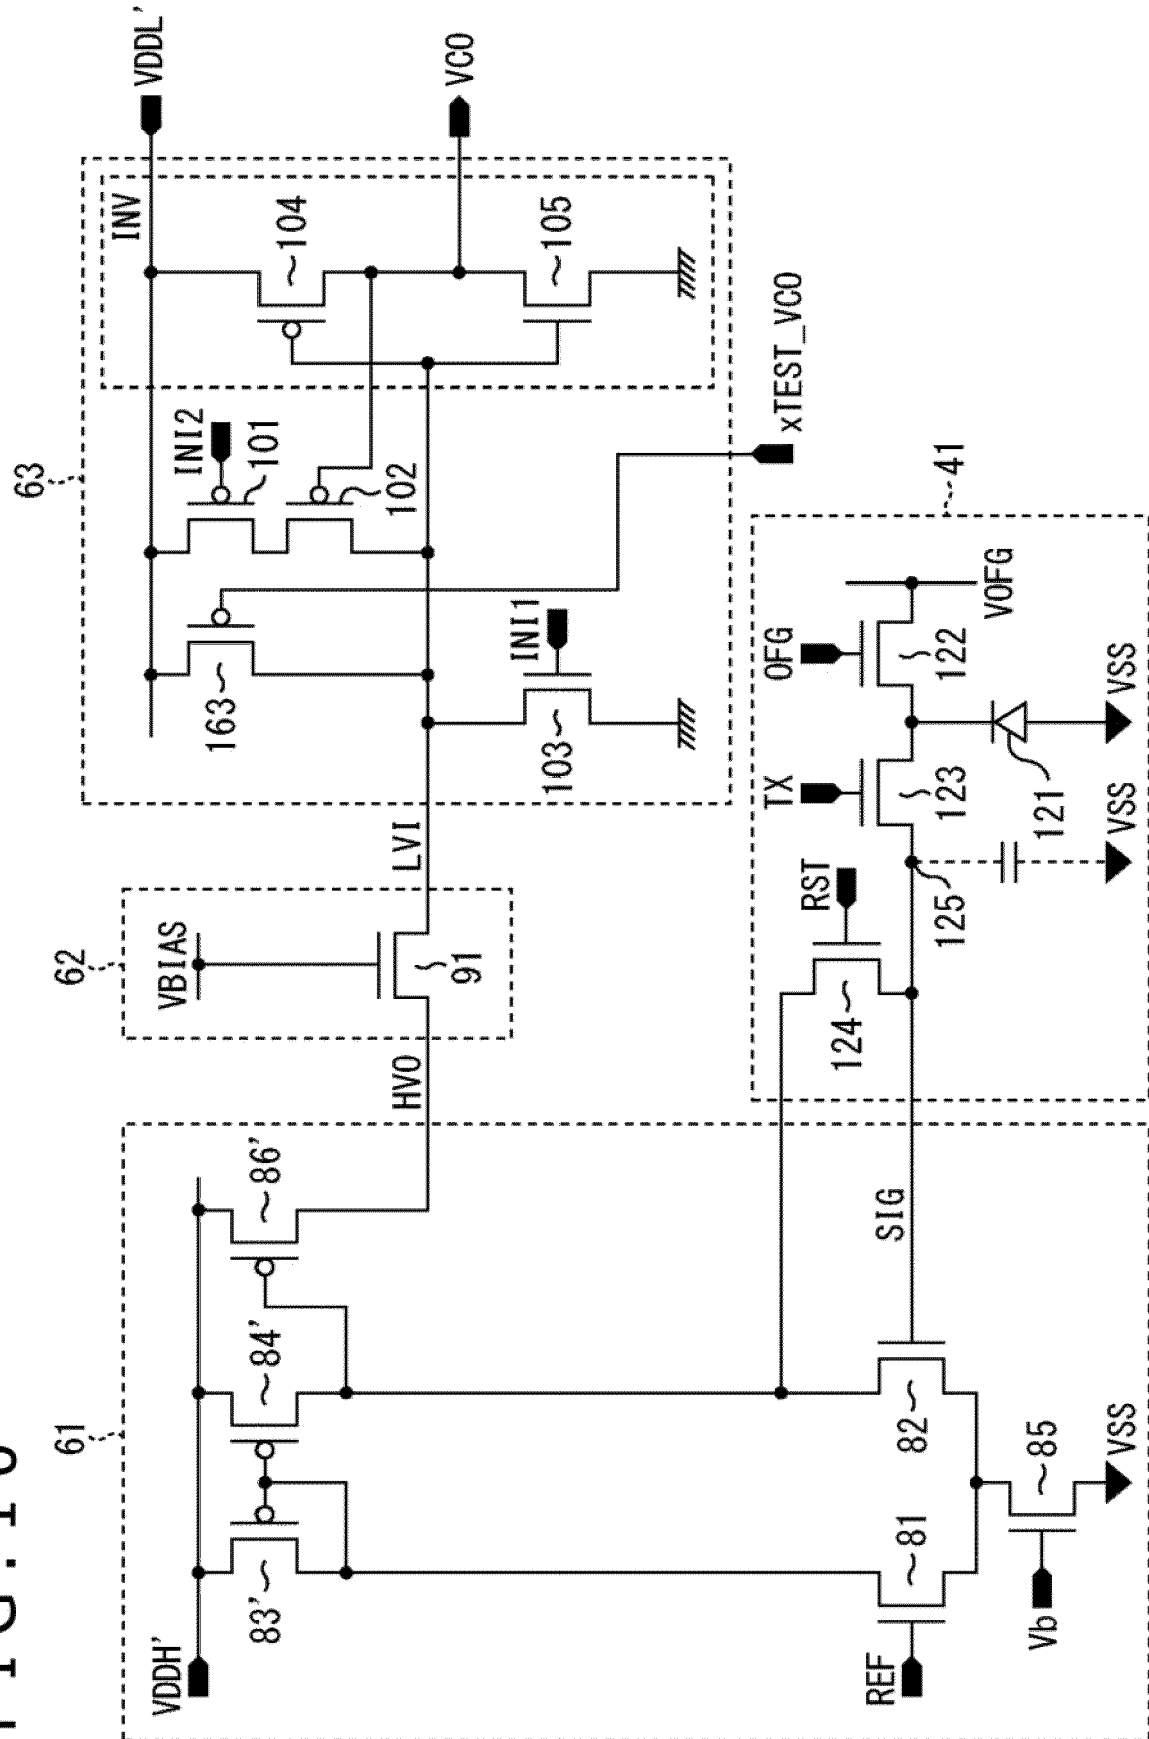 61
VDDH'
83'
84'
86'
81
82
REF
Vb
85
VSS
SIG
HVO
62
VBIAS
91
LVI
63
INV
VDDL'
163
INI2
101
102
104
105
VCO
103
INI1
xTEST_VCO
41
124
RST
TX
OFG
123
122
VOFG
125
121
VSS
VSS